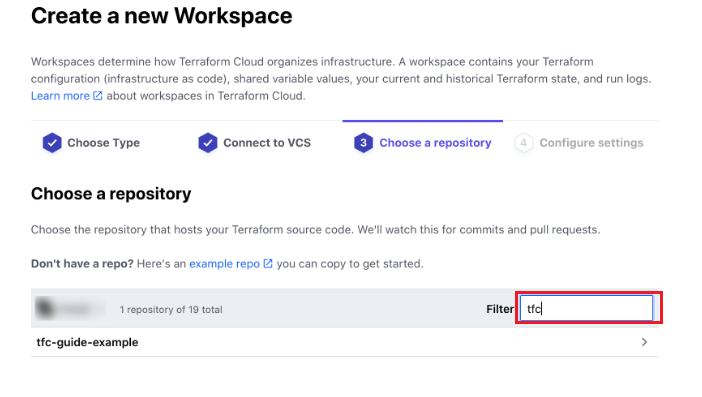 Create a new Workspace
Workspaces determine how Terraform Cloud organizes infrastructure. A workspace contains your Terraform
configuration (infrastructure as code), shared variable values, your current and historical Terraform state, and run logs.
Learn more about workspaces in Terraform Cloud.
Choose Type Connect to VCS 3 Choose a repository 4 Configure settings
Choose a repository
Choose the repository that hosts your Terraform source code. We'll watch this for commits and pull requests.
Don't have a repo? Here's an example repo you can copy to get started.
1 repository of 19 total Filter tfc
tfc-guide-example